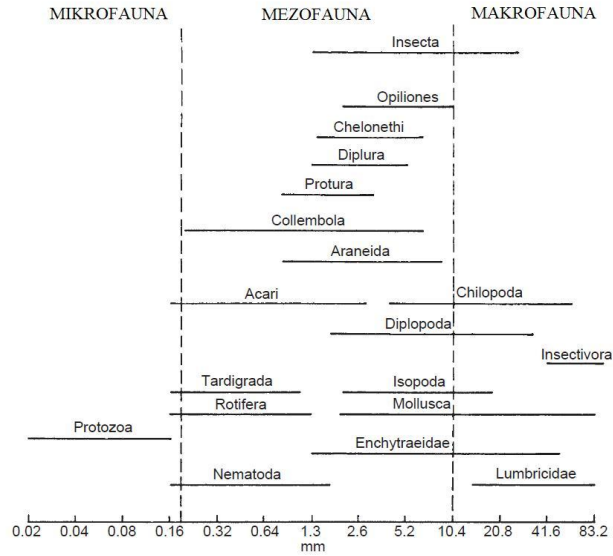 MIKROFAUNA MEZOFAUNA MAKROFAUNA
Insecta
Opiliones
Chelonethi
Diplura
Protura
Collembola
Araneida
Acari Chilopoda
Diplopoda
Insectivora
Tardigrada Isopoda
Rotifera Mollusca
Protozoa
Enchytraeidae
Nematoda Lumbricidae
0.02 0.04 0.08 0.16 0.32 0.64 1.3 2.6 5.2 10.4 20.8 41.6 83.2
mm